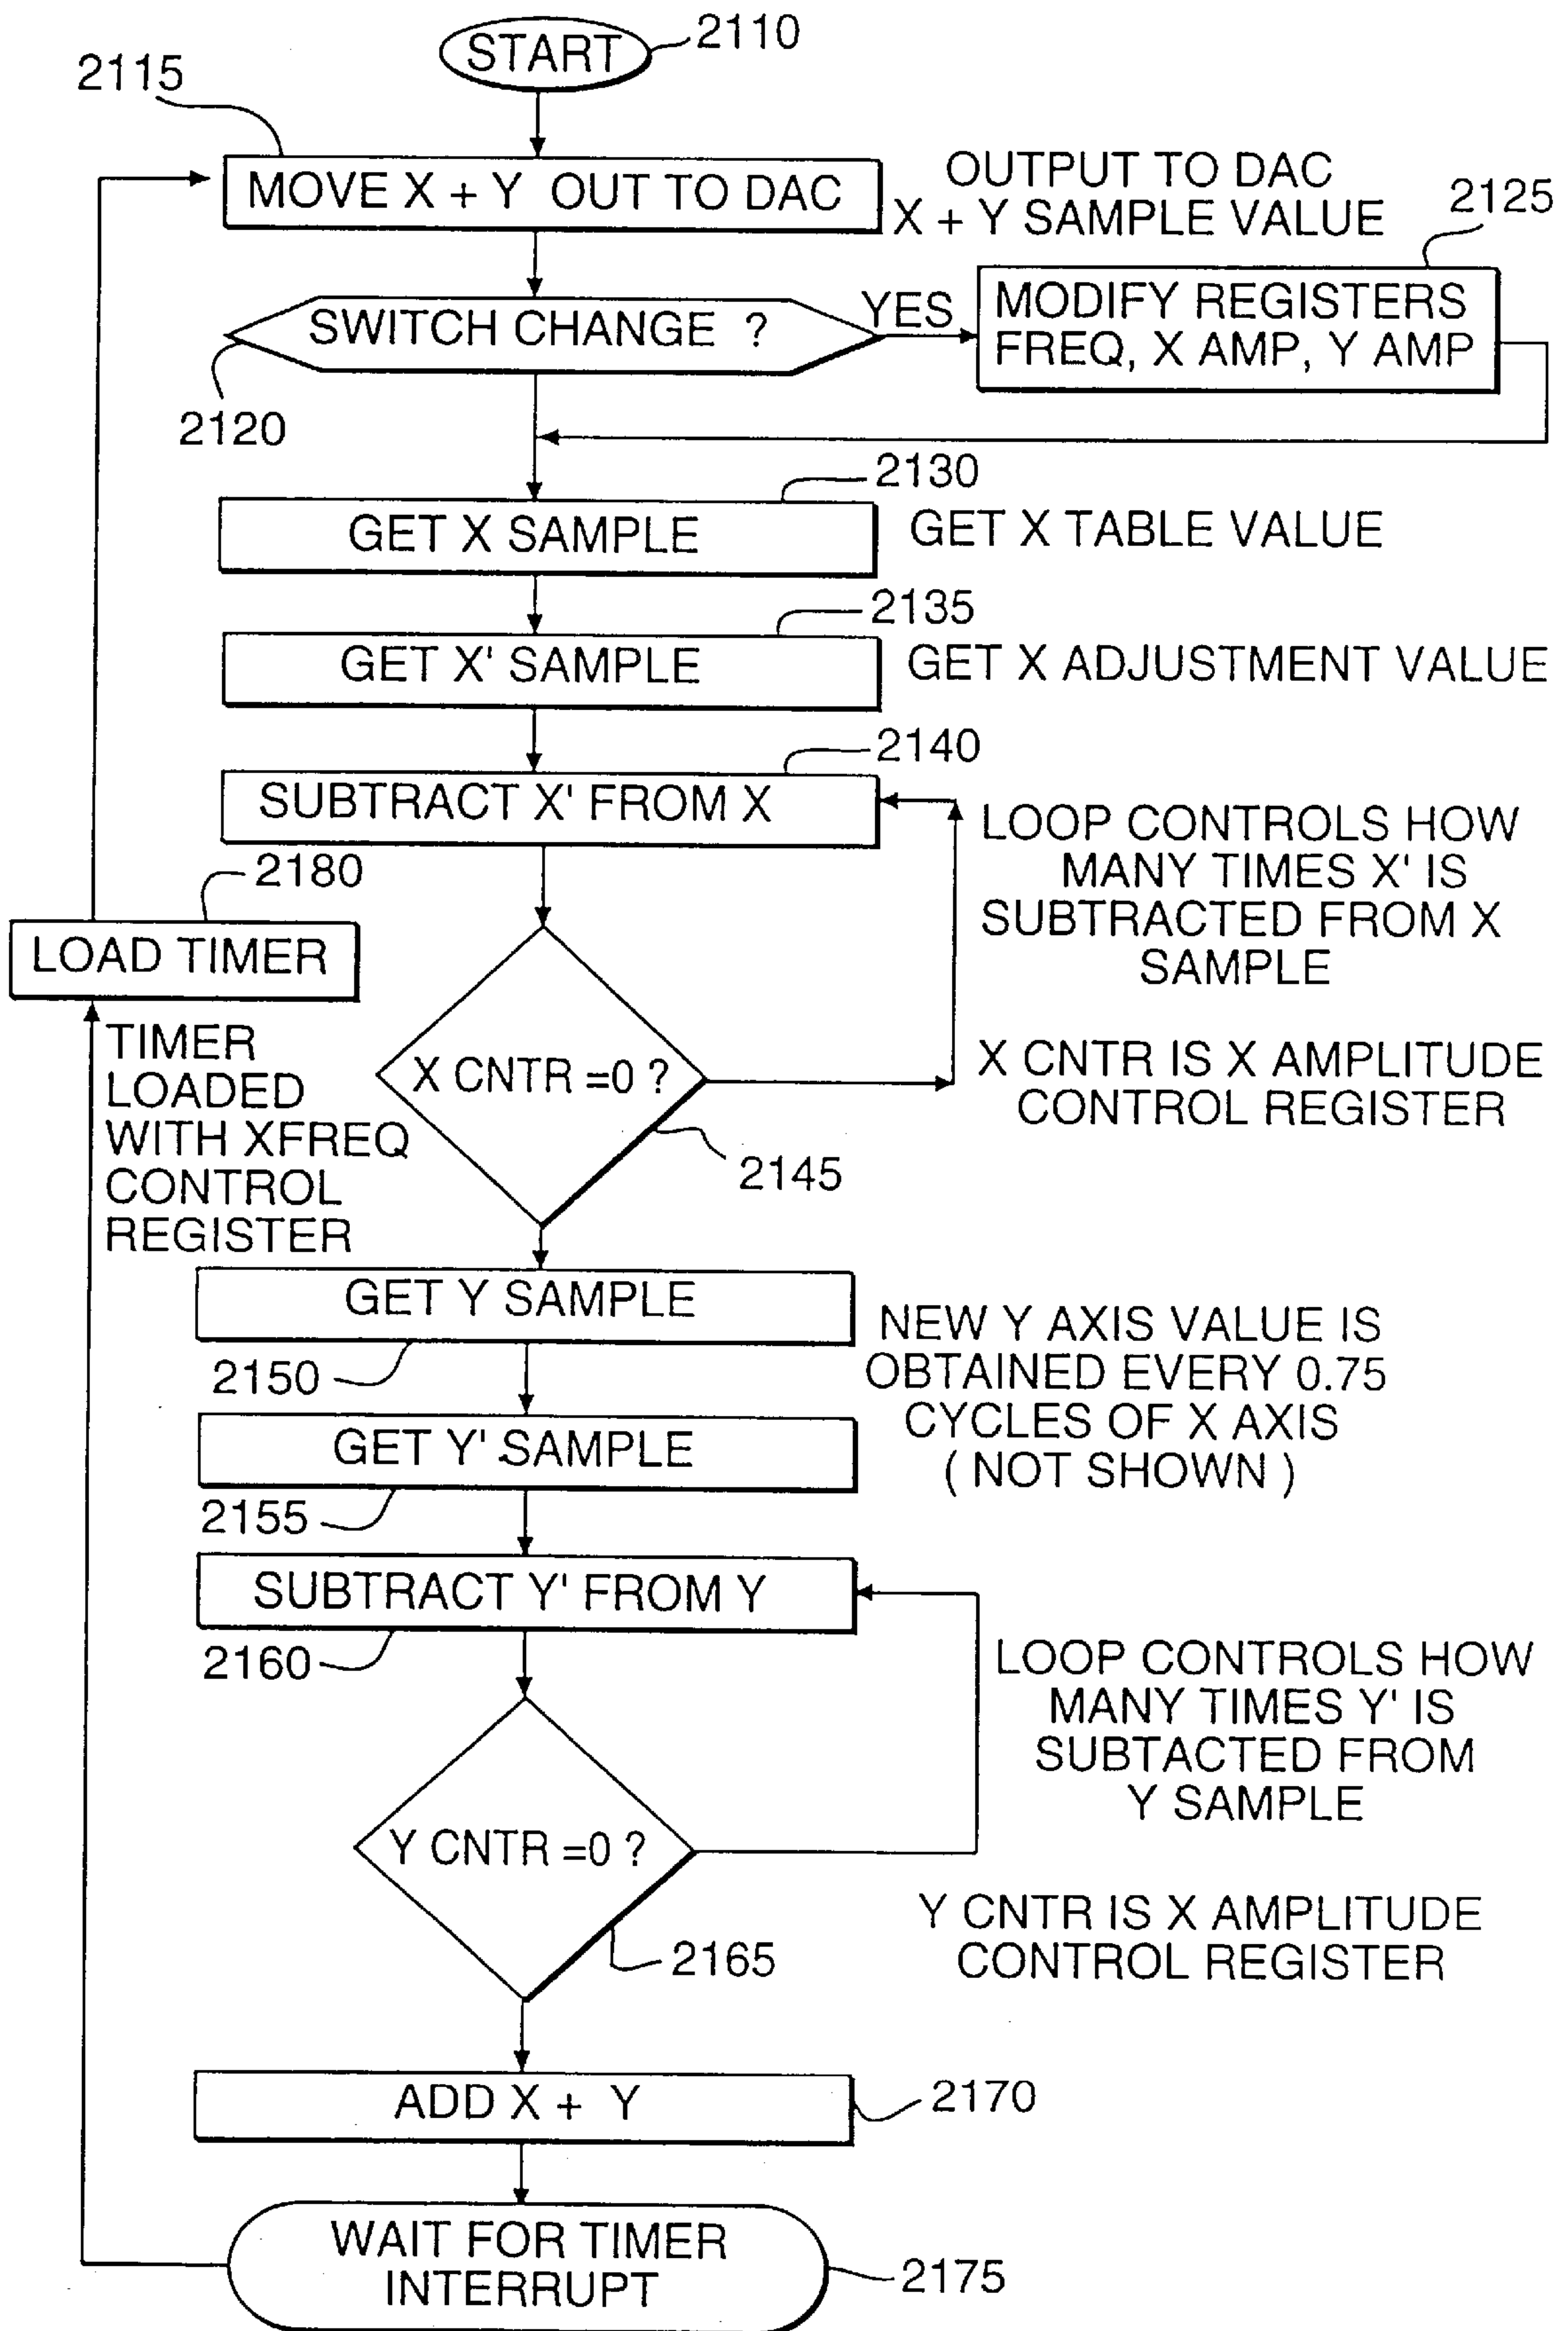 START
2110
2115
MOVE X + Y OUT TO DAC
OUTPUT TO DAC
X + Y SAMPLE VALUE
2125
SWITCH CHANGE ?
YES
MODIFY REGISTERS
FREQ, X AMP, Y AMP
2120
2130
GET X SAMPLE
GET X TABLE VALUE
2135
GET X' SAMPLE
GET X ADJUSTMENT VALUE
2140
SUBTRACT X' FROM X
LOOP CONTROLS HOW
MANY TIMES X' IS
SUBTRACTED FROM X
SAMPLE
2180
LOAD TIMER
TIMER
LOADED
WITH XFREQ
CONTROL
REGISTER
X CNTR =0 ?
X CNTR IS X AMPLITUDE
CONTROL REGISTER
2145
GET Y SAMPLE
2150
NEW Y AXIS VALUE IS
OBTAINED EVERY 0.75
CYCLES OF X AXIS
( NOT SHOWN )
GET Y' SAMPLE
2155
SUBTRACT Y' FROM Y
2160
LOOP CONTROLS HOW
MANY TIMES Y' IS
SUBTACTED FROM
Y SAMPLE
Y CNTR =0 ?
Y CNTR IS X AMPLITUDE
CONTROL REGISTER
2165
ADD X + Y
2170
WAIT FOR TIMER
INTERRUPT
2175